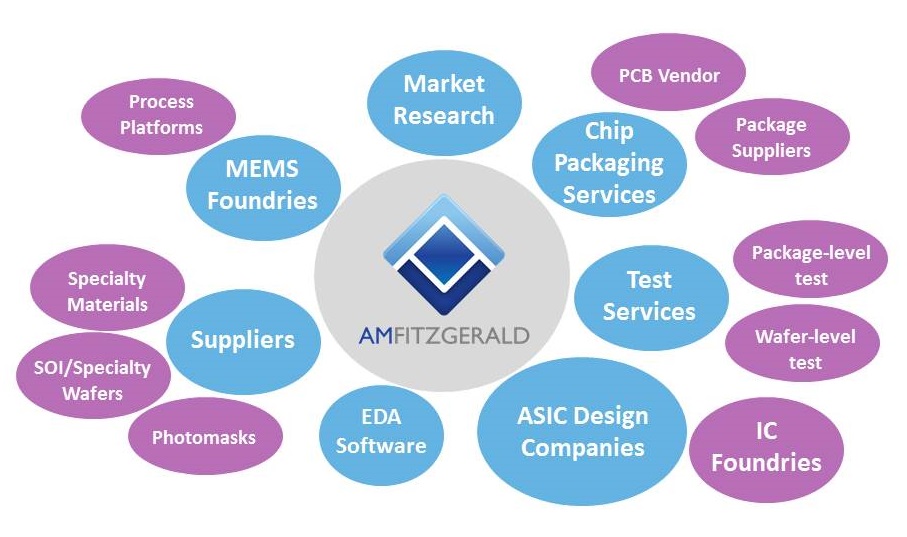 Market
Research
PCB Vendor
Process
Platforms
Chip
Packaging
Services
Package
Suppliers
MEMS
Foundries
Specialty
Materials
Package-level
test
Test
Services
Suppliers
AMFITZGERALD
Wafer-level
test
SOI/Specialty
Wafers
Photomasks
EDA
Software
ASIC Design
Companies
IC
Foundries